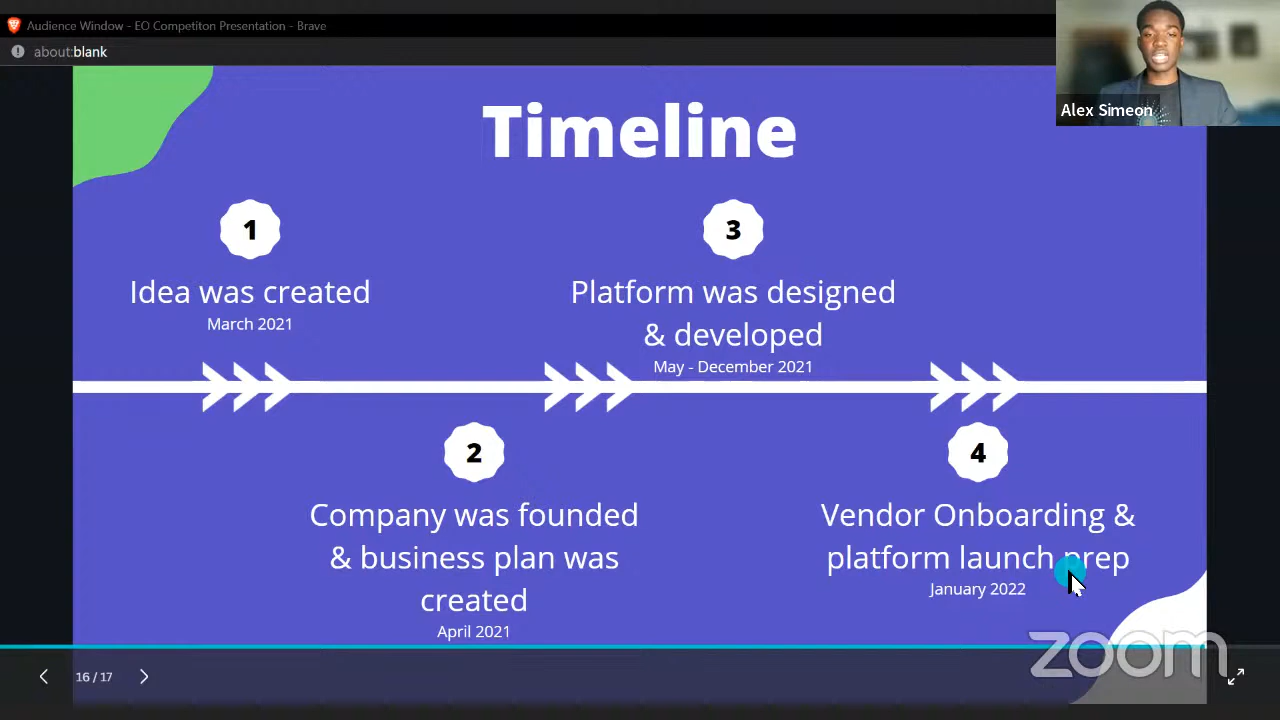 Audience Window - EO Competiton Presentation - Brave
about:blank
Alex Simeon
Timeline
1
Idea was created
March 2021
3
Platform was designed
& developed
May - December 2021
2
Company was founded
& business plan was
created
April 2021
4
Vendor Onboarding &
platform launch prep
January 2022
zoom
16 / 17